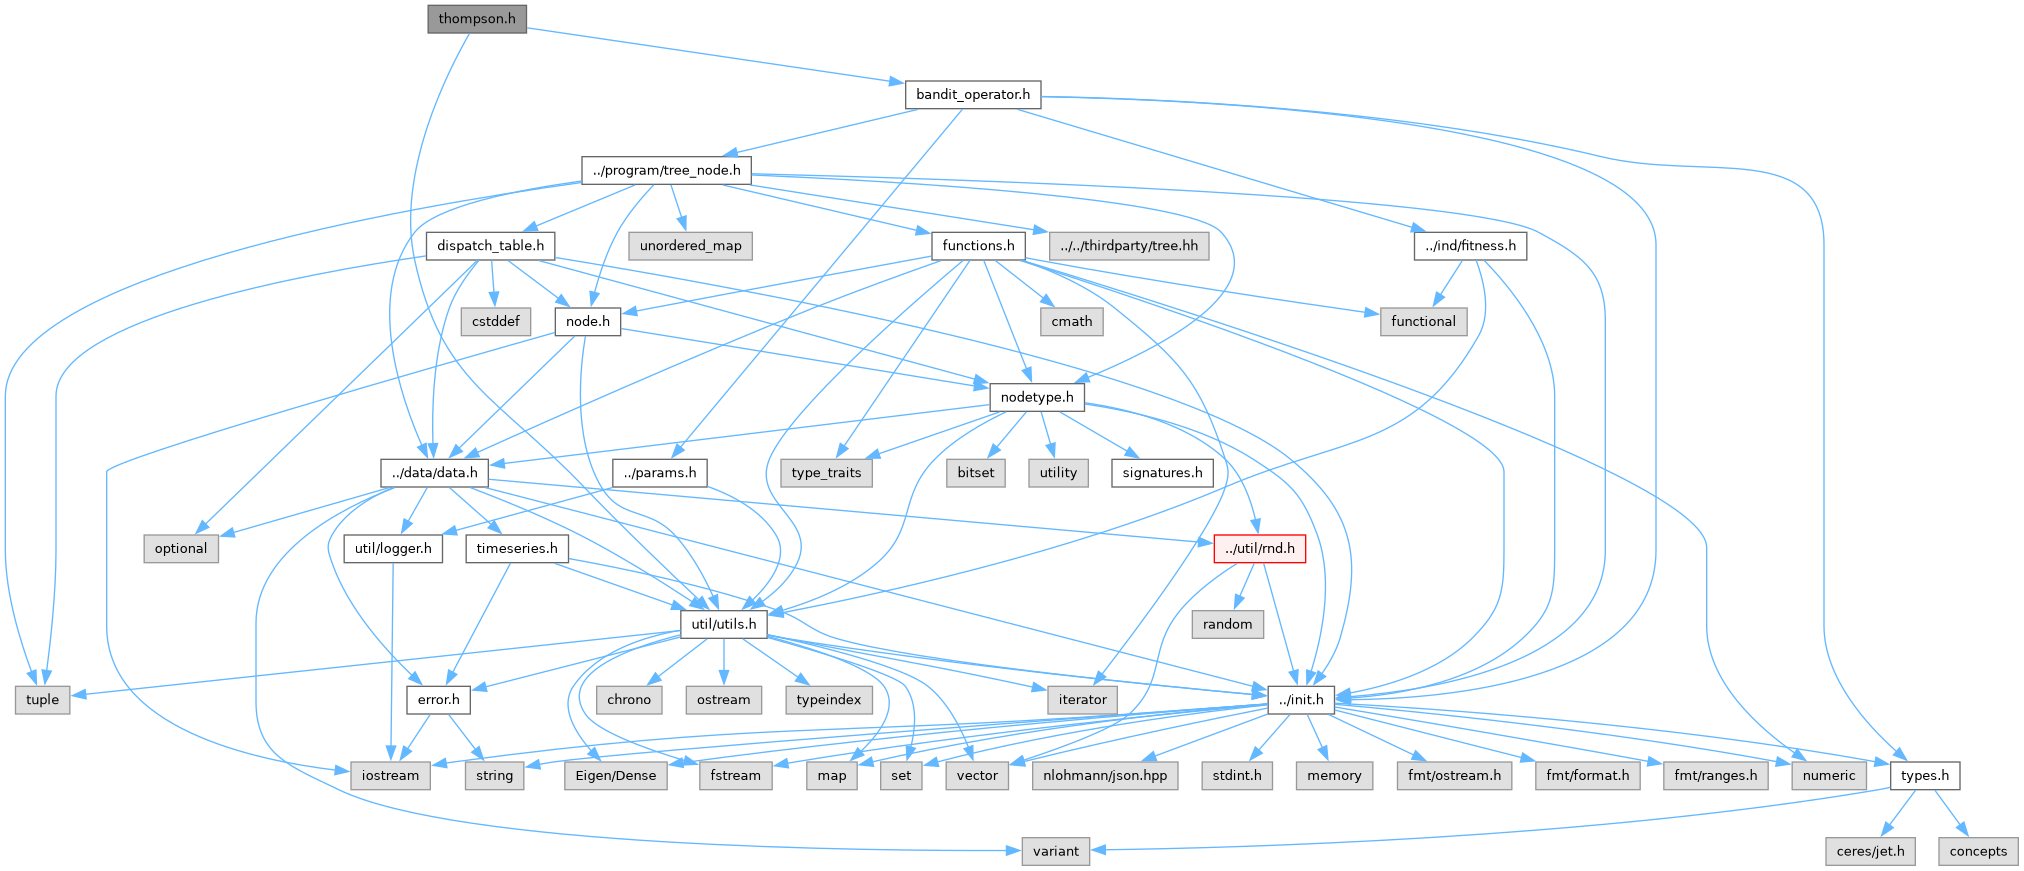 thompson.h
bandit_operator.h
../program/tree_node.h
dispatch_table.h
unordered_map
functions.h
../../thirdparty/tree.hh
../ind/fitness.h
cstddef
node.h
cmath
functional
nodetype.h
../data/data.h
../params.h
type_traits
bitset
utility
signatures.h
optional
util/logger.h
timeseries.h
../util/rnd.h
util/utils.h
random
tuple
error.h
chrono
ostream
typeindex
iterator
../init.h
iostream
string
Eigen/Dense
fstream
map
set
vector
nlohmann/json.hpp
stdint.h
memory
fmt/ostream.h
fmt/format.h
fmt/ranges.h
numeric
types.h
variant
ceres/jet.h
concepts